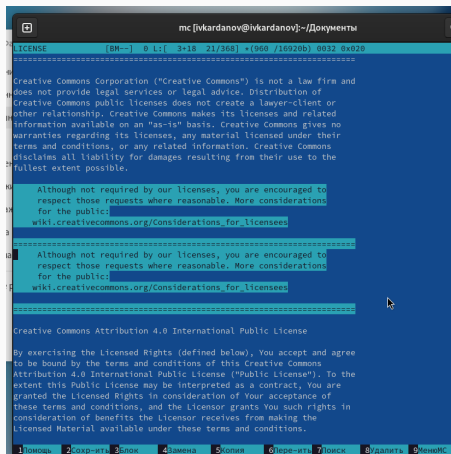 mc [ivkardanov@ivkardanov]:~/Документы
LICENSE [BM--] 0 L:[ 3+18 21/368] *(960 /16920b) 0032 0x020
=======================================================================
Creative Commons Corporation ("Creative Commons") is not a law firm and
does not provide legal services or legal advice. Distribution of
Creative Commons public licenses does not create a lawyer-client or
other relationship. Creative Commons makes its licenses and related
information available on an "as-is" basis. Creative Commons gives no
warranties regarding its licenses, any material licensed under their
terms and conditions, or any related information. Creative Commons
disclaims all liability for damages resulting from their use to the
fullest extent possible.
Although not required by our licenses, you are encouraged to
respect those requests where reasonable. More considerations
for the public:
wiki.creativecommons.org/Considerations_for_licensees
=======================================================================
Although not required by our licenses, you are encouraged to
respect those requests where reasonable. More considerations
for the public:
wiki.creativecommons.org/Considerations_for_licensees
=======================================================================
Creative Commons Attribution 4.0 International Public License
By exercising the Licensed Rights (defined below), You accept and agree
to be bound by the terms and conditions of this Creative Commons
Attribution 4.0 International Public License ("Public License"). To the
extent this Public License may be interpreted as a contract, You are
granted the Licensed Rights in consideration of Your acceptance of
these terms and conditions, and the Licensor grants You such rights in
consideration of benefits the Licensor receives from making the
Licensed Material available under these terms and conditions.
1Помощь 2Сохр~ить 3Блок 4Замена 5Копия 6Пере~ить 7Поиск 8Удалить 9МенюMC